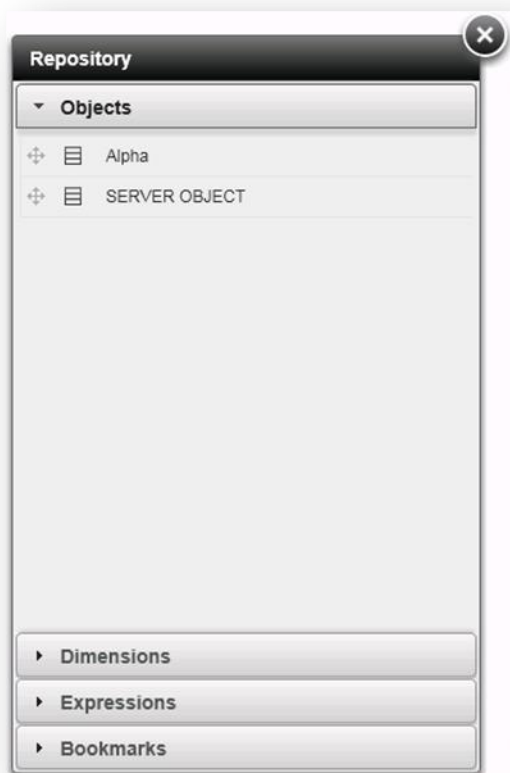 Repository
Objects
Alpha
SERVER OBJECT
Dimensions
Expressions
Bookmarks